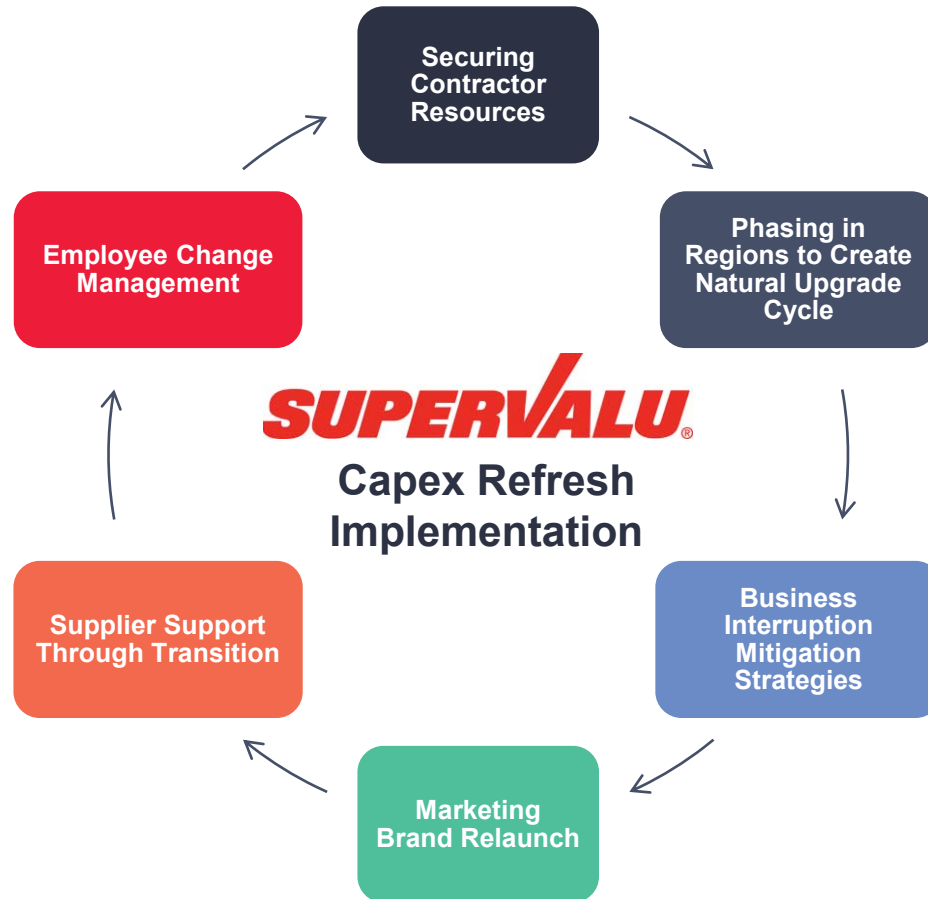 Securing
Contractor
Resources
Phasing in
Regions to Create
Natural Upgrade
Cycle
Employee Change
Management
SUPERVALU®
Capex Refresh
Implementation
Business
Interruption
Mitigation
Strategies
Supplier Support
Through Transition
Marketing
Brand Relaunch